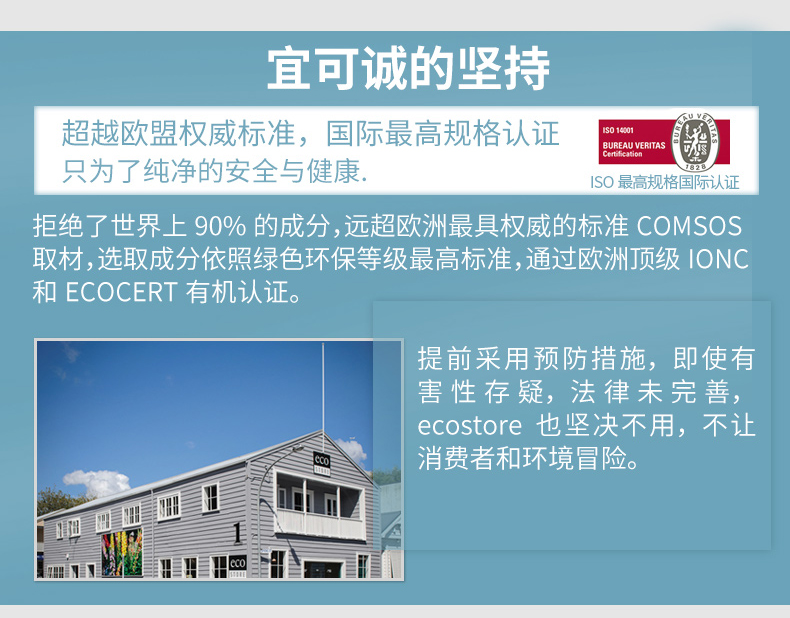 宜可诚的坚持
超越欧盟权威标准，国际最高规格认证
只为了纯净的安全与健康.
ISO 14001
BUREAU VERITAS
Certification
BUREAU VERITAS
1828
ISO 最高规格国际认证
拒绝了世界上 90% 的成分，远超欧洲最具权威的标准 COMSOS
取材，选取成分依照绿色环保等级最高标准，通过欧洲顶级 IONC
和 ECOCERT 有机认证。
提前采用预防措施，即使有
害性存疑，法律未完善，
ecostore 也坚决不用，不让
消费者和环境冒险。
eco
STORE
1
eco
STORE